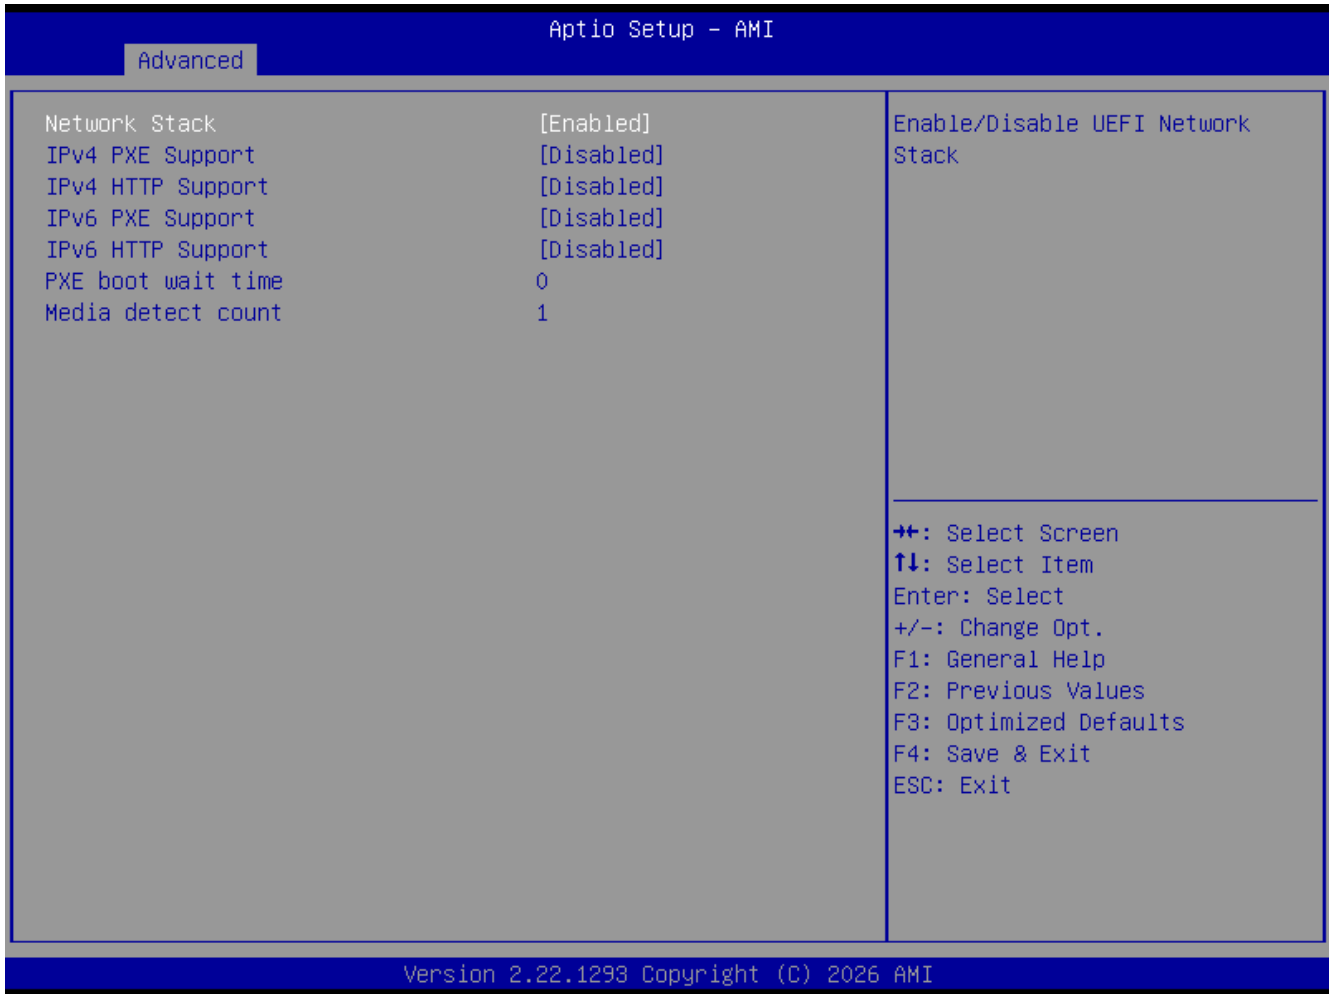 Aptio Setup – AMI
Advanced
Network Stack [Enabled]
IPv4 PXE Support [Disabled]
IPv4 HTTP Support [Disabled]
IPv6 PXE Support [Disabled]
IPv6 HTTP Support [Disabled]
PXE boot wait time 0
Media detect count 1
Enable/Disable UEFI Network
Stack
→←: Select Screen
↑↓: Select Item
Enter: Select
+/-: Change Opt.
F1: General Help
F2: Previous Values
F3: Optimized Defaults
F4: Save & Exit
ESC: Exit
Version 2.22.1293 Copyright (C) 2026 AMI